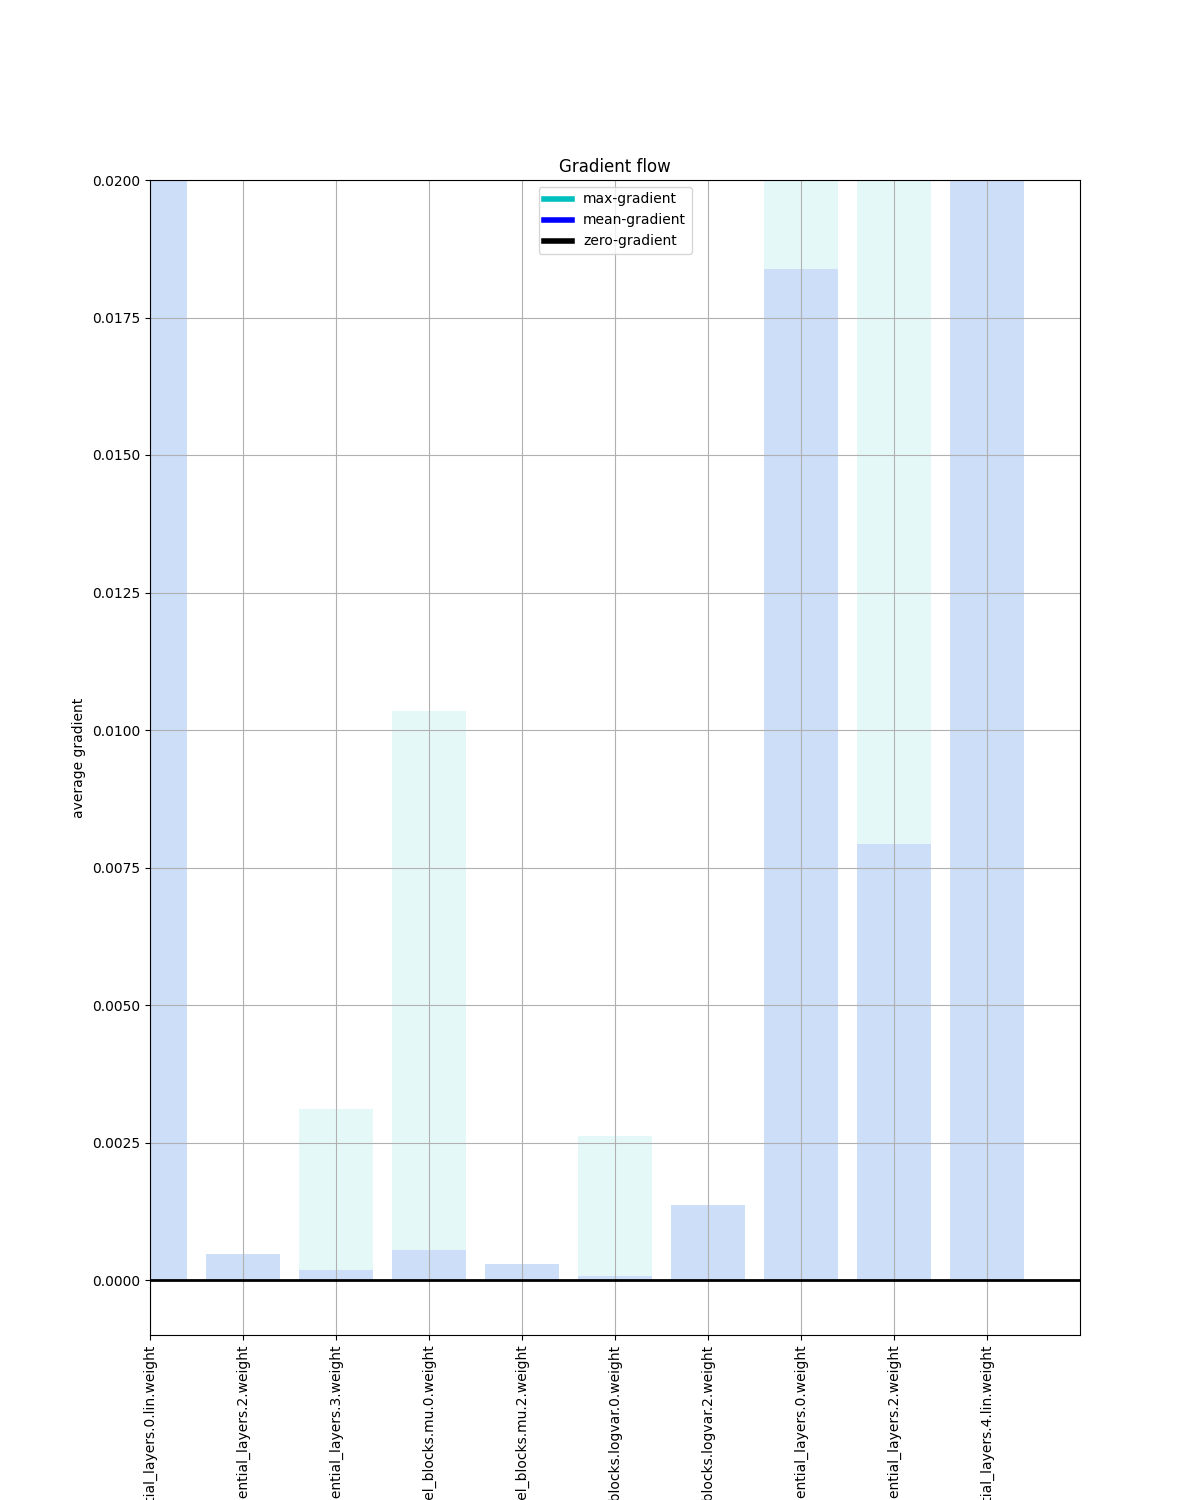 Gradient flow
max-gradient
mean-gradient
zero-gradient
0.0200
0.0175
0.0150
0.0125
0.0100
0.0075
0.0050
0.0025
0.0000
average gradient
tial_layers.0.lin.weight
ential_layers.2.weight
ential_layers.3.weight
el_blocks.mu.0.weight
el_blocks.mu.2.weight
blocks.logvar.0.weight
blocks.logvar.2.weight
ential_layers.0.weight
ential_layers.2.weight
tial_layers.4.lin.weight